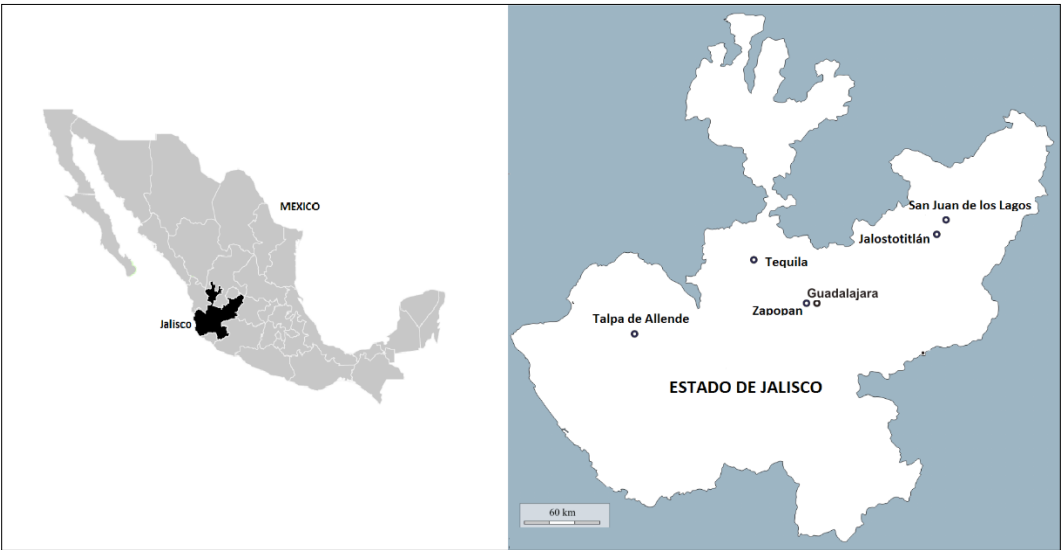 MEXICO
Jalisco
San Juan de los Lagos
Jalostotitlán
Tequila
Guadalajara
Zapopan
Talpa de Allende
ESTADO DE JALISCO
60 km